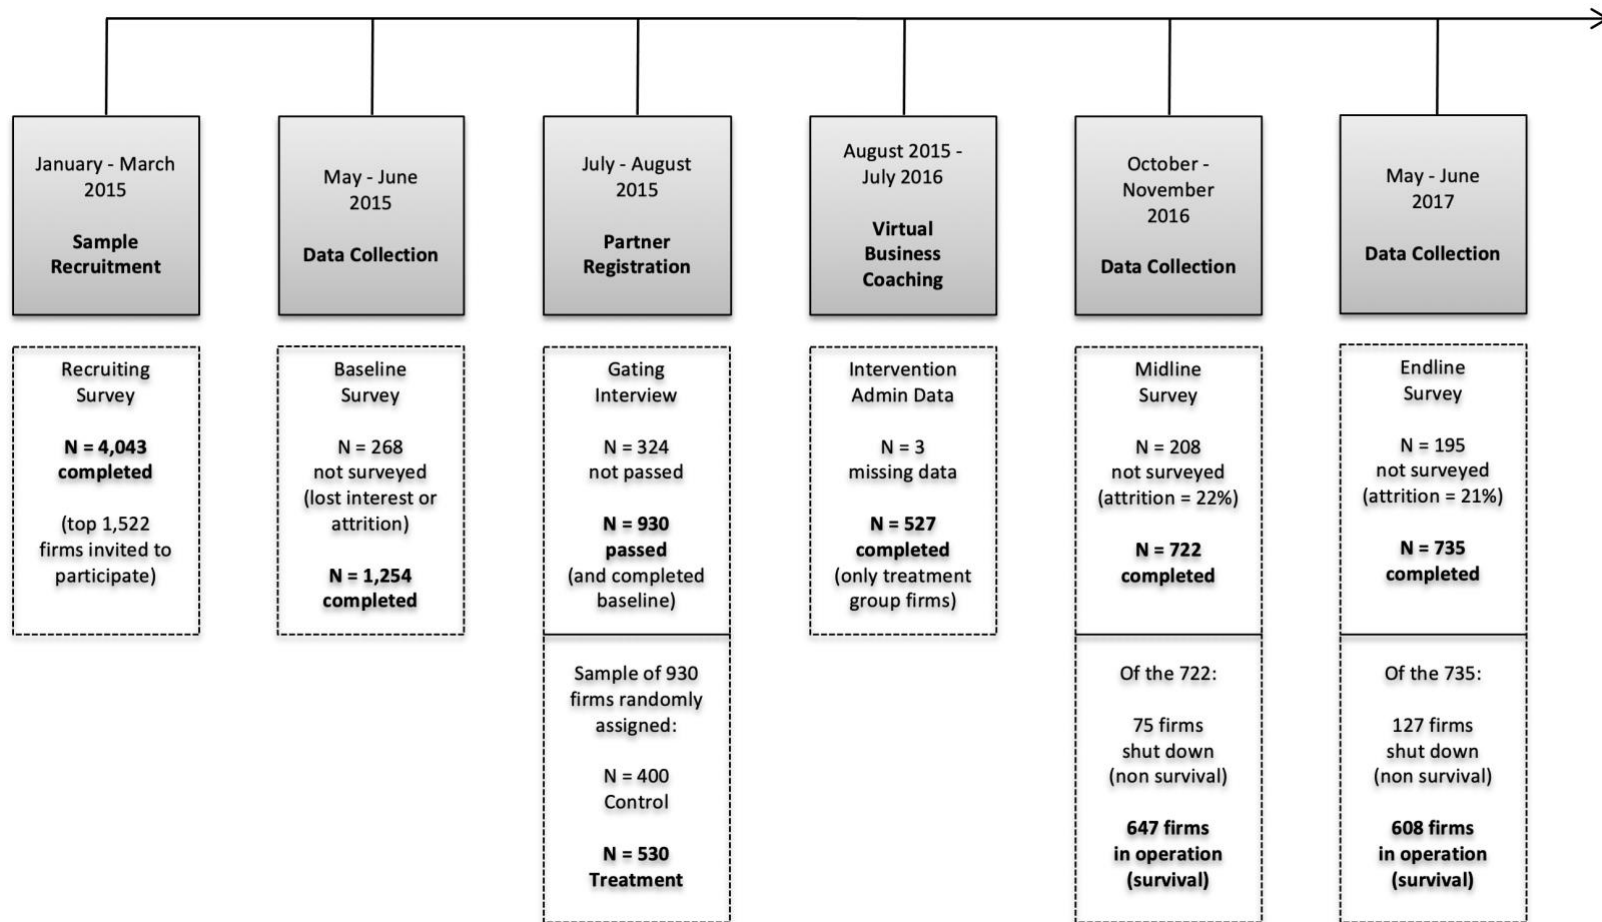 January - March
2015
Sample
Recruitment
Recruiting
Survey
N = 4,043
completed
(top 1,522
firms invited to
participate)
May - June
2015
Data Collection
Baseline
Survey
N = 268
not surveyed
(lost interest or
attrition)
N = 1,254
completed
July - August
2015
Partner
Registration
Gating
Interview
N = 324
not passed
N = 930
passed
(and completed
baseline)
Sample of 930
firms randomly
assigned:
N = 400
Control
N = 530
Treatment
August 2015 -
July 2016
Virtual
Business
Coaching
Intervention
Admin Data
N = 3
missing data
N = 527
completed
(only treatment
group firms)
October -
November
2016
Data Collection
Midline
Survey
N = 208
not surveyed
(attrition = 22%)
N = 722
completed
Of the 722:
75 firms
shut down
(non survival)
647 firms
in operation
(survival)
May - June
2017
Data Collection
Endline
Survey
N = 195
not surveyed
(attrition = 21%)
N = 735
completed
Of the 735:
127 firms
shut down
(non survival)
608 firms
in operation
(survival)